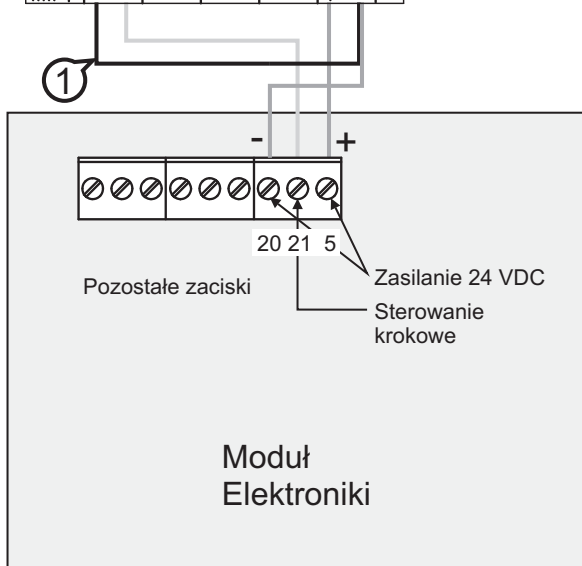 1
- +
20 21 5
Pozostałe zaciski
Zasilanie 24 VDC
Sterowanie
krokowe
Moduł
Elektroniki